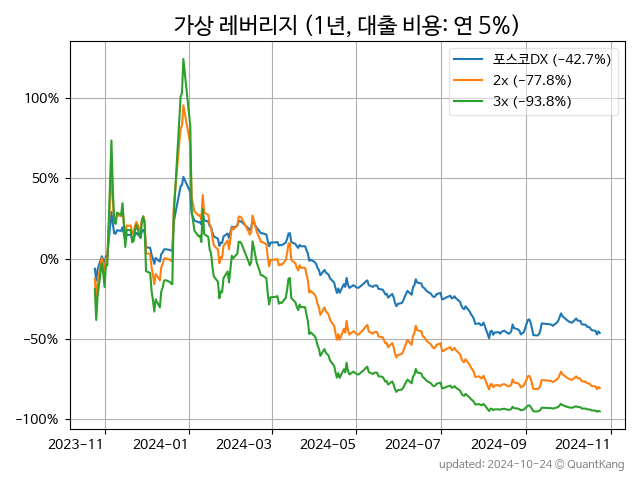 가상 레버리지 (1년, 대출 비용: 연 5%)
포스코DX (−42.7%)
2x (−77.8%)
3x (−93.8%)
100%
50%
0%
−50%
−100%
2023-11 2024-01 2024-03 2024-05 2024-07 2024-09 2024-11
updated: 2024-10-24 © QuantKang